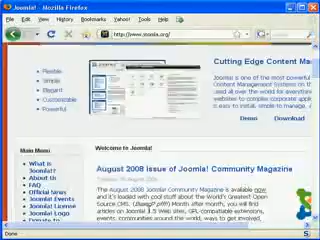 Joomla! - Mozilla Firefox
File Edit View History Bookmarks Yahoo! Tools Help
http://www.joomla.org/
Cutting Edge Content Ma
Flexible
Simple
Elegant
Customizable
Powerful
Joomla! is one of the most powerful
Content Management Systems on th
used all over the world for everything
websites to complex corporate applic
is easy to install, simple to manage, a
Demo Download
Main Menu
What is
Joomla!?
About Us
FAQ
Official News
Joomla! Events
Joomla! License
Joomla! Logo
Donate to
Welcome to Joomla!
August 2008 Issue of Joomla! Community Magazine
The August 2008 Joomla! Community Magazine is available now
and it's loaded with cool stuff about the World's Greatest Open
Source CMS. Month after month, you will find
articles on Joomla! 1.5 Web sites, GPL-compatible extensions,
events, communities around the world, ways to get involved,
Done